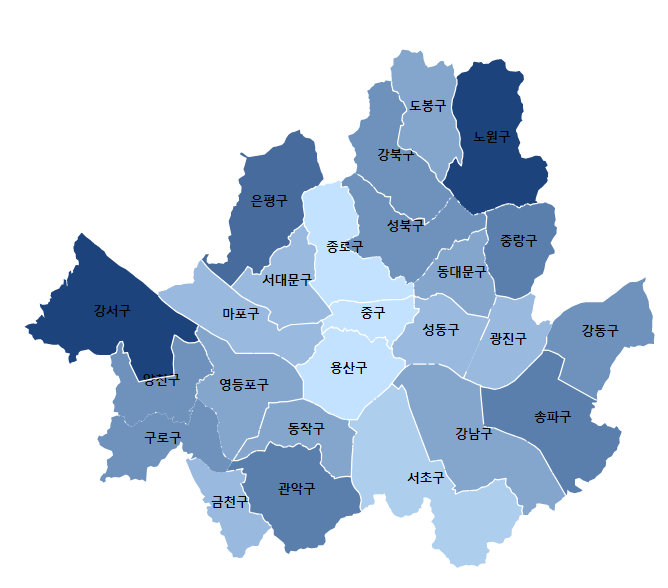 도봉구
노원구
강북구
은평구
성북구
중랑구
종로구
동대문구
서대문구
강서구
마포구
중구
성동구
강동구
광진구
용산구
양천구
영등포구
송파구
동작구
강남구
구로구
서초구
관악구
금천구